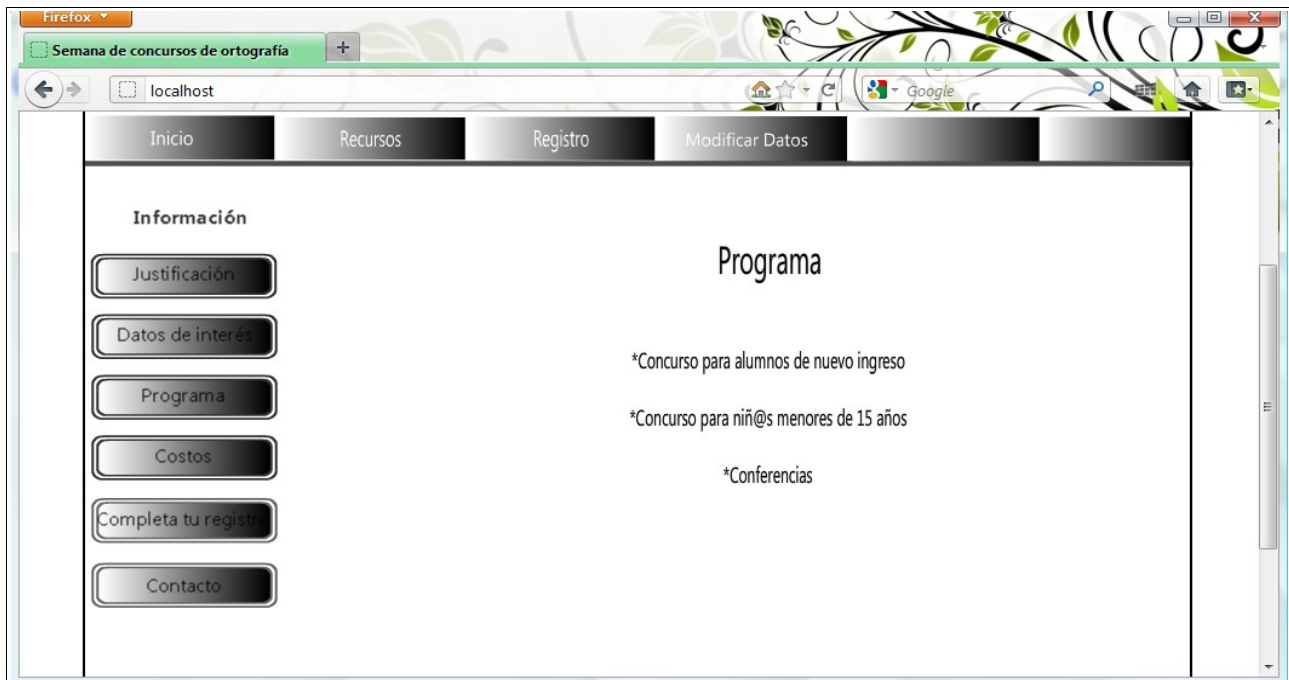 Firefox
Semana de concursos de ortografía
localhost
Google
Inicio Recursos Registro Modificar Datos
Información
Justificación
Datos de interés
Programa
Costos
Completa tu registro
Contacto
Programa
*Concurso para alumnos de nuevo ingreso
*Concurso para niñ@s menores de 15 años
*Conferencias